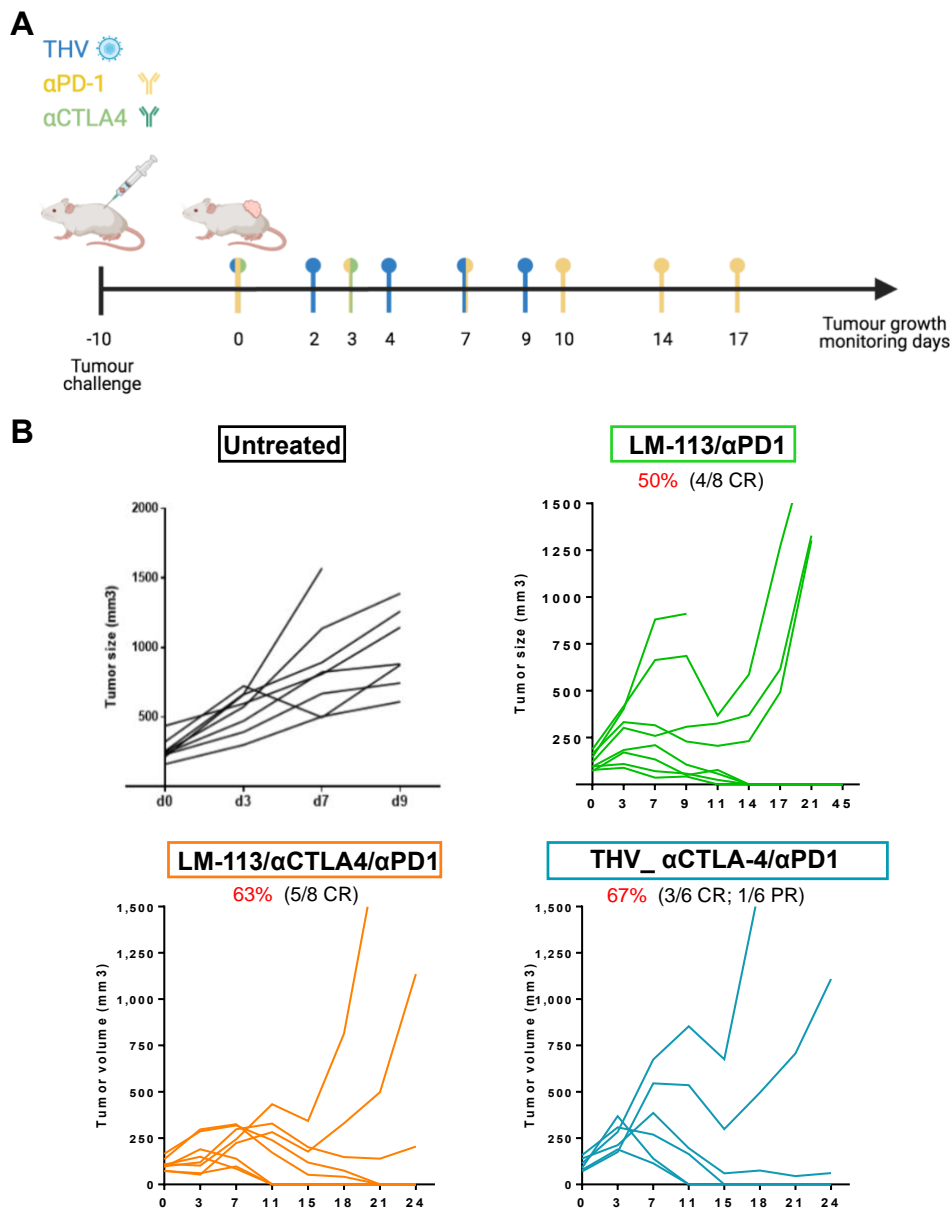 A
THV
αPD-1
αCTLA4
-10 0 2 3 4 7 9 10 14 17
Tumour challenge
Tumour growth monitoring days
B
Untreated
Tumor size (mm3)
2000
1500
1000
500
d0 d3 d7 d9
LM-113/αPD1
50% (4/8 CR)
Tumor size (mm3)
1500
1250
1000
750
500
250
0 3 7 9 11 14 17 21 45
LM-113/αCTLA4/αPD1
63% (5/8 CR)
Tumor volume (mm3)
1,500
1,250
1,000
750
500
250
0
0 3 7 11 15 18 21 24
THV_ αCTLA-4/αPD1
67% (3/6 CR; 1/6 PR)
Tumor volume (mm3)
1,500
1,250
1,000
750
500
250
0
0 3 7 11 15 18 21 24